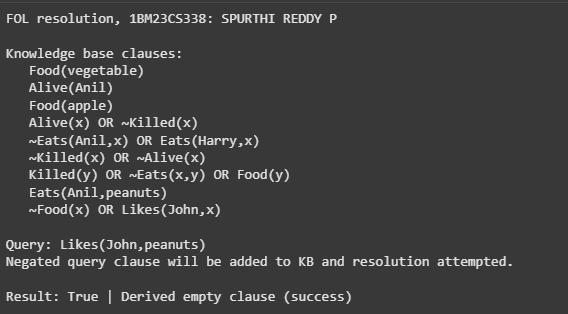 FOL resolution, 1BM23CS338: SPURTHI REDDY P
Knowledge base clauses:
Food(vegetable)
Alive(Anil)
Food(apple)
Alive(x) OR ~Killed(x)
~Eats(Anil,x) OR Eats(Harry,x)
~Killed(x) OR ~Alive(x)
Killed(y) OR ~Eats(x,y) OR Food(y)
Eats(Anil,peanuts)
~Food(x) OR Likes(John,x)
Query: Likes(John,peanuts)
Negated query clause will be added to KB and resolution attempted.
Result: True | Derived empty clause (success)